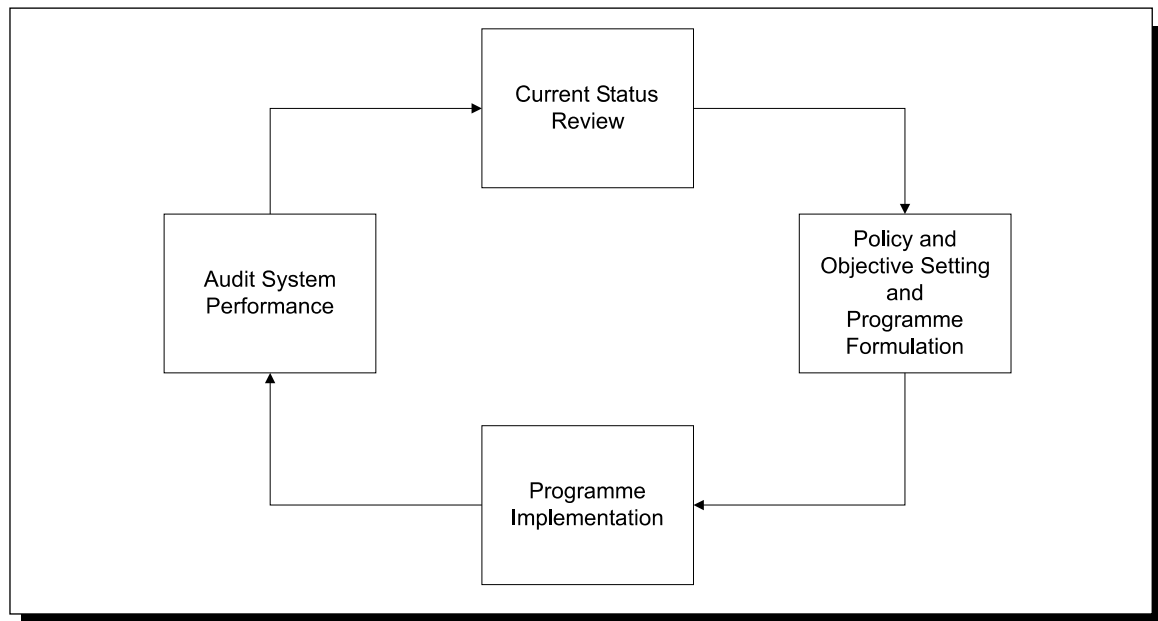 Current Status
Review
Policy and
Objective Setting
and
Programme
Formulation
Audit System
Performance
Programme
Implementation